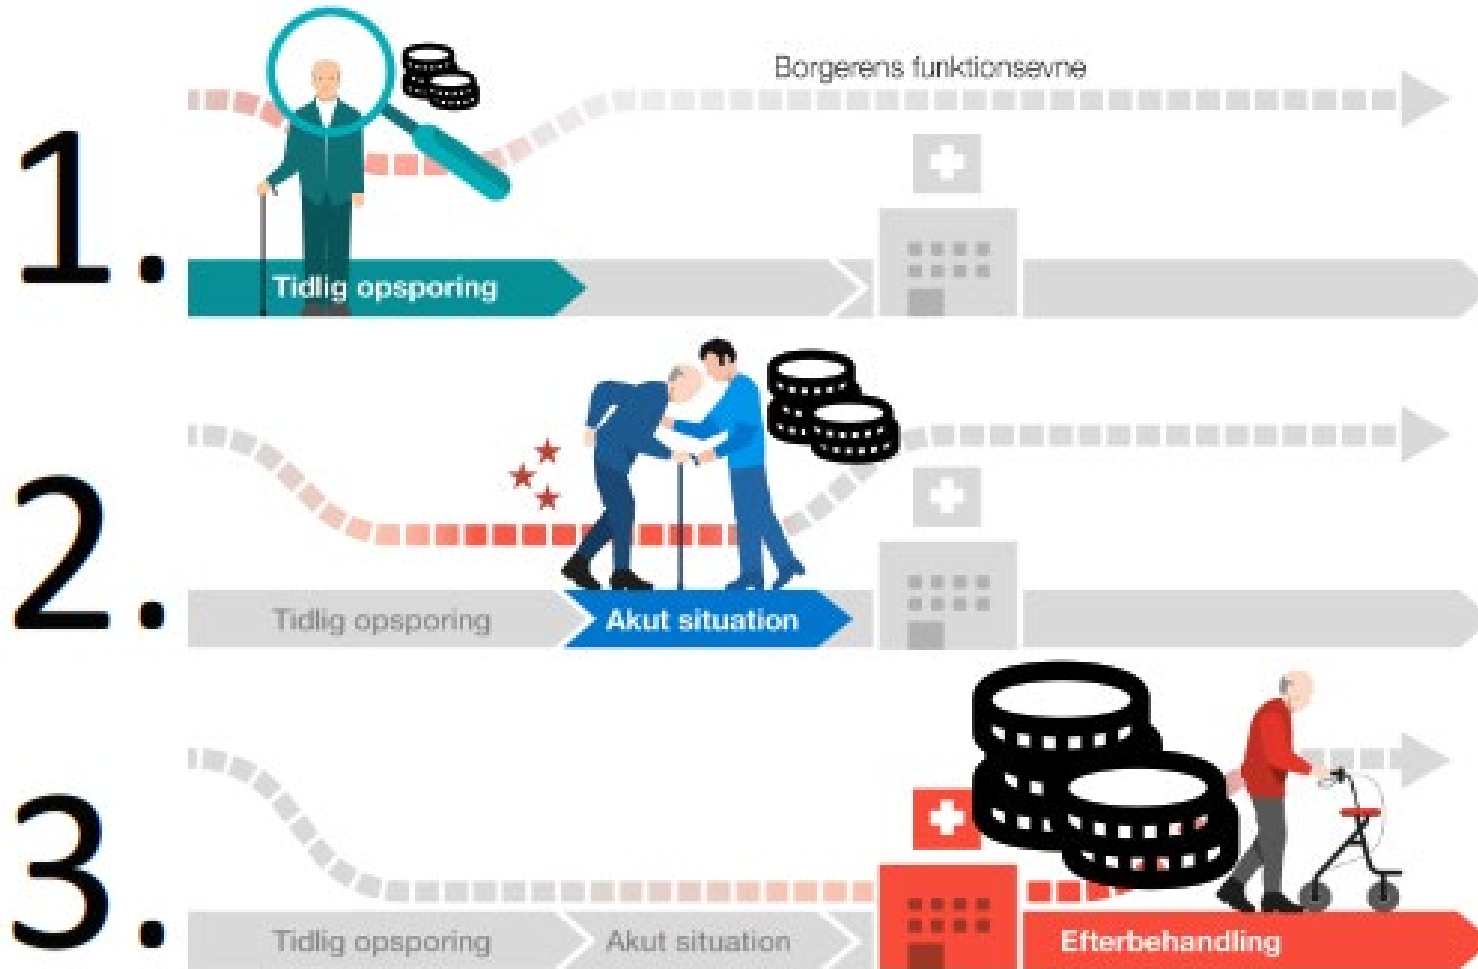 Borgerens funktionsevne
1.
Tidlig opsporing
2.
Tidlig opsporing
Akut situation
3.
Tidlig opsporing
Akut situation
Efterbehandling